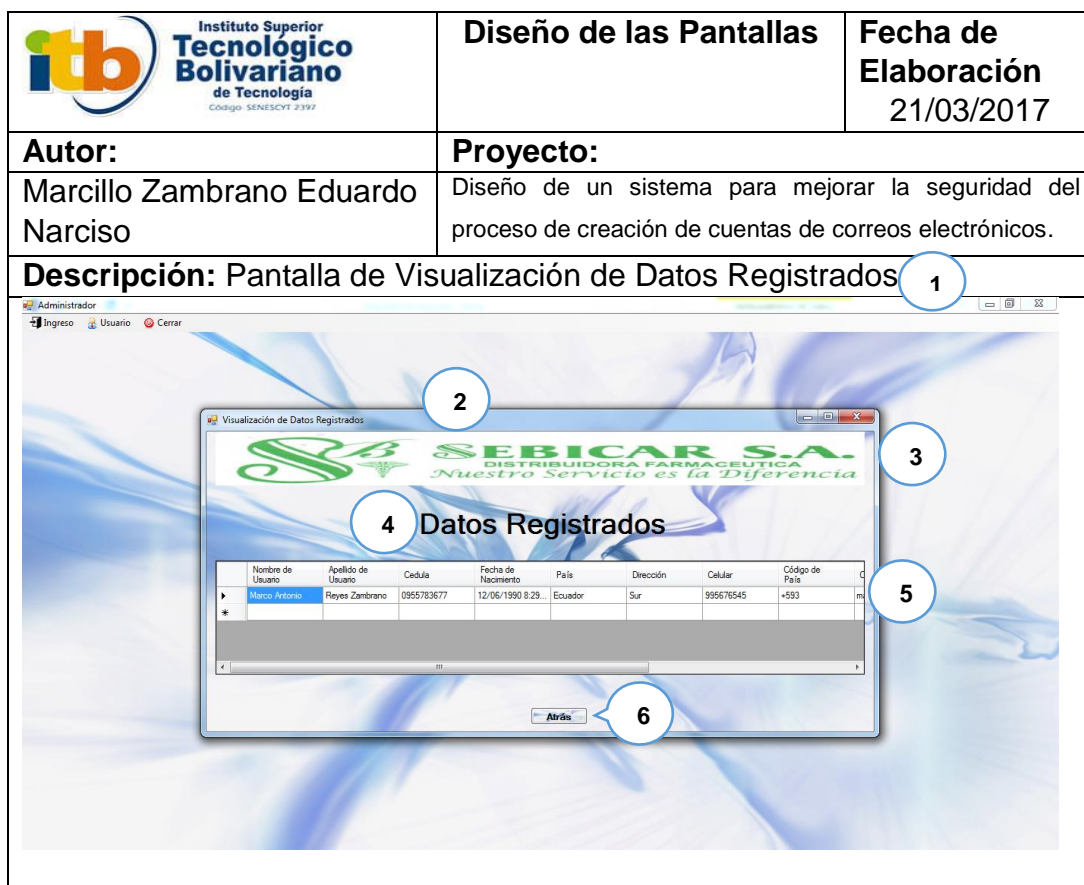 itb
Instituto Superior
Tecnológico
Bolivariano
de Tecnología
Código SENESCYT 2397
Diseño de las Pantallas
Fecha de
Elaboración
21/03/2017
Autor:
Proyecto:
Marcillo Zambrano Eduardo
Narciso
Diseño de un sistema para mejorar la seguridad del
proceso de creación de cuentas de correos electrónicos.
Descripción: Pantalla de Visualización de Datos Registrados
1
Administrador
Ingreso Usuario Cerrar
2
Visualización de Datos Registrados
SB
SEBICAR S.A.
DISTRIBUIDORA FARMACEUTICA
Nuestro Servicio es la Diferencia
3
4
Datos Registrados
Nombre de Usuario Apellido de Usuario Cedula Fecha de Nacimiento País Dirección Celular Código de País C
Marco Antonio Reyes Zambrano 0955783677 12/06/1990 8:29... Ecuador Sur 995676545 +593 ma
5
Atrás
6